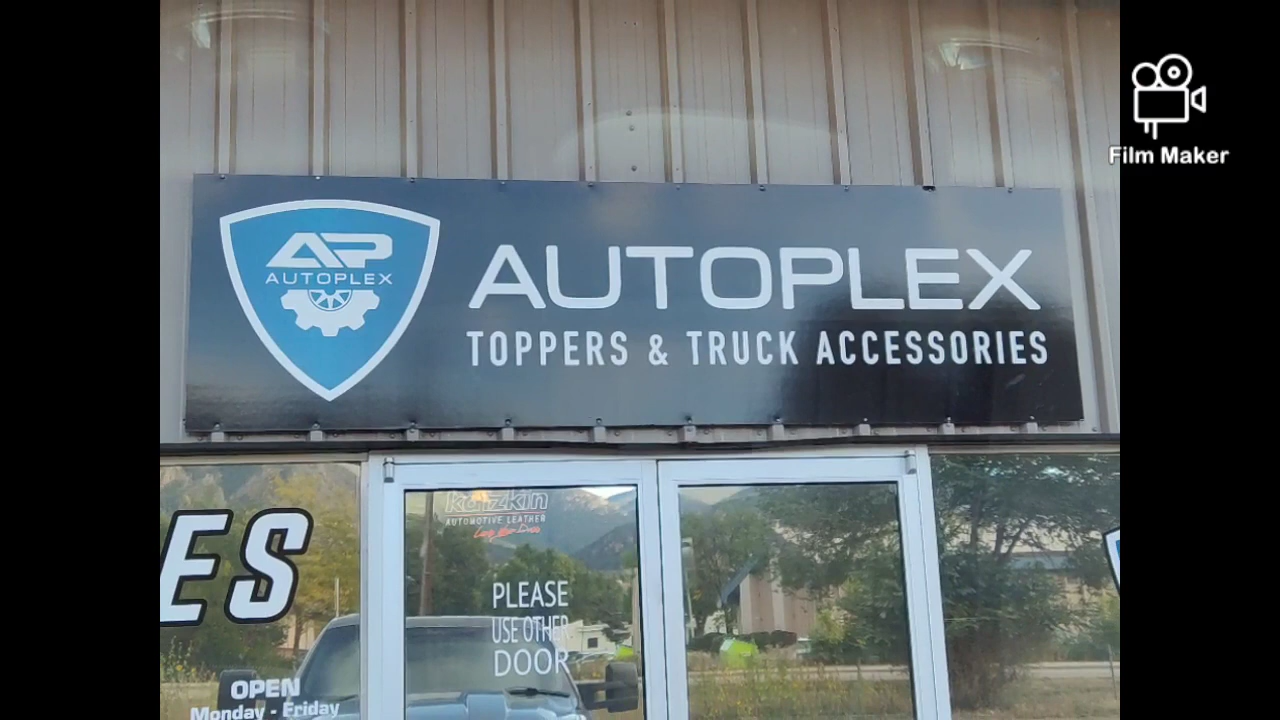 Film Maker
AP
AUTOPLEX
AUTOPLEX
TOPPERS & TRUCK ACCESSORIES
katzkin
AUTOMOTIVE LEATHER
ES
PLEASE
USE OTHER
DOOR
OPEN
Monday - Friday